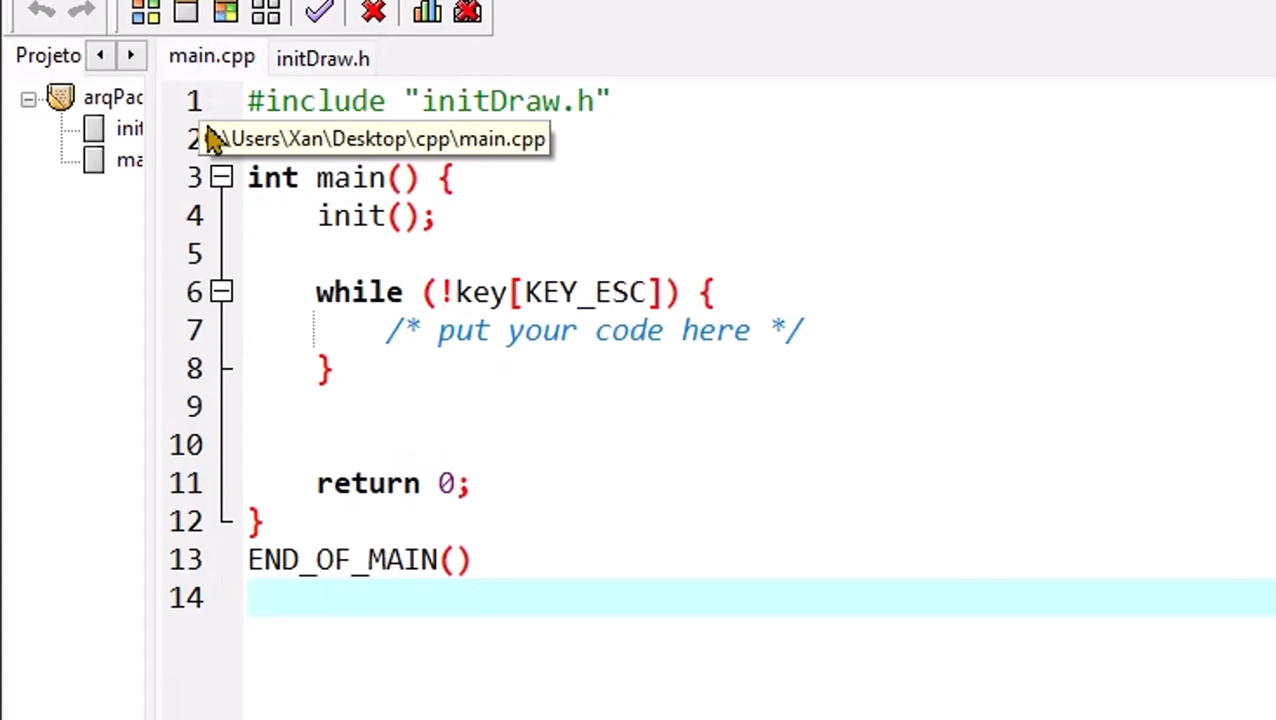 Projeto
main.cpp initDraw.h
arqPac
init
ma
\Users\Xan\Desktop\cpp\main.cpp
1 #include "initDraw.h"
2
3 int main() {
4 init();
5
6 while (!key[KEY_ESC]) {
7 /* put your code here */
8 }
9
10
11 return 0;
12 }
13 END_OF_MAIN()
14